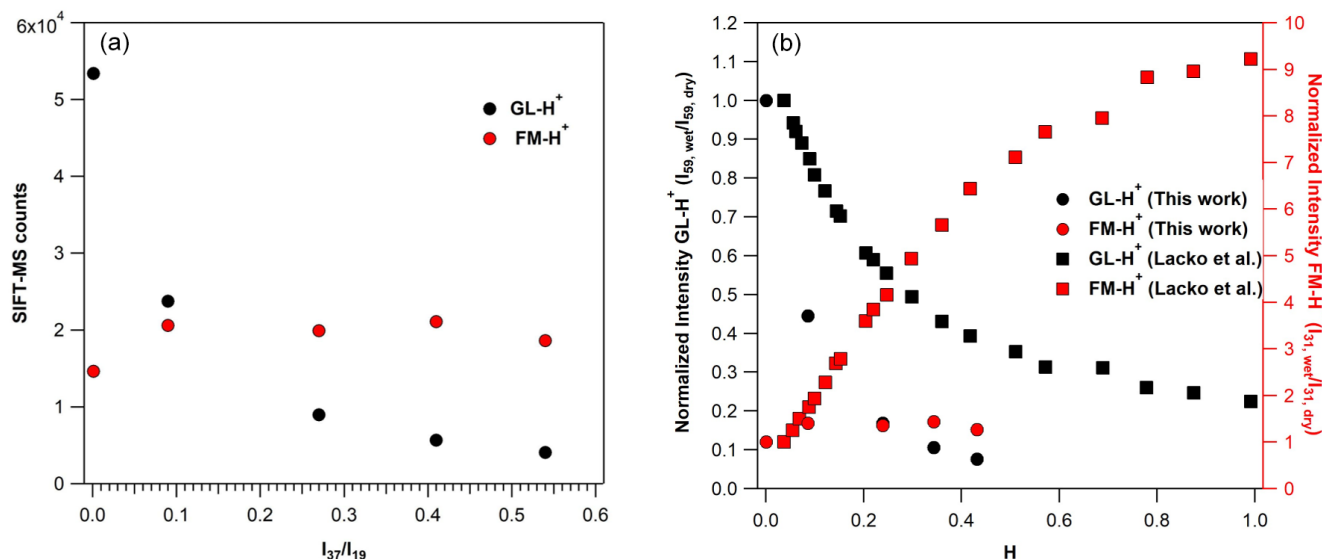 (a)
6x10⁴
5
4
3
2
1
0
SIFT-MS counts
GL-H⁺
FM-H⁺
0.0 0.1 0.2 0.3 0.4 0.5 0.6
I₃₇/I₁₉
(b)
1.2
1.1
1.0
0.9
0.8
0.7
0.6
0.5
0.4
0.3
0.2
0.1
0.0
Normalized Intensity GL-H⁺ (I₅₉, wet/I₅₉, dry)
GL-H⁺ (This work)
FM-H⁺ (This work)
GL-H⁺ (Lacko et al.)
FM-H⁺ (Lacko et al.)
10
9
8
7
6
5
4
3
2
1
0
Normalized Intensity FM-H⁺ (I₃₁, wet/I₃₁, dry)
0.0 0.2 0.4 0.6 0.8 1.0
H